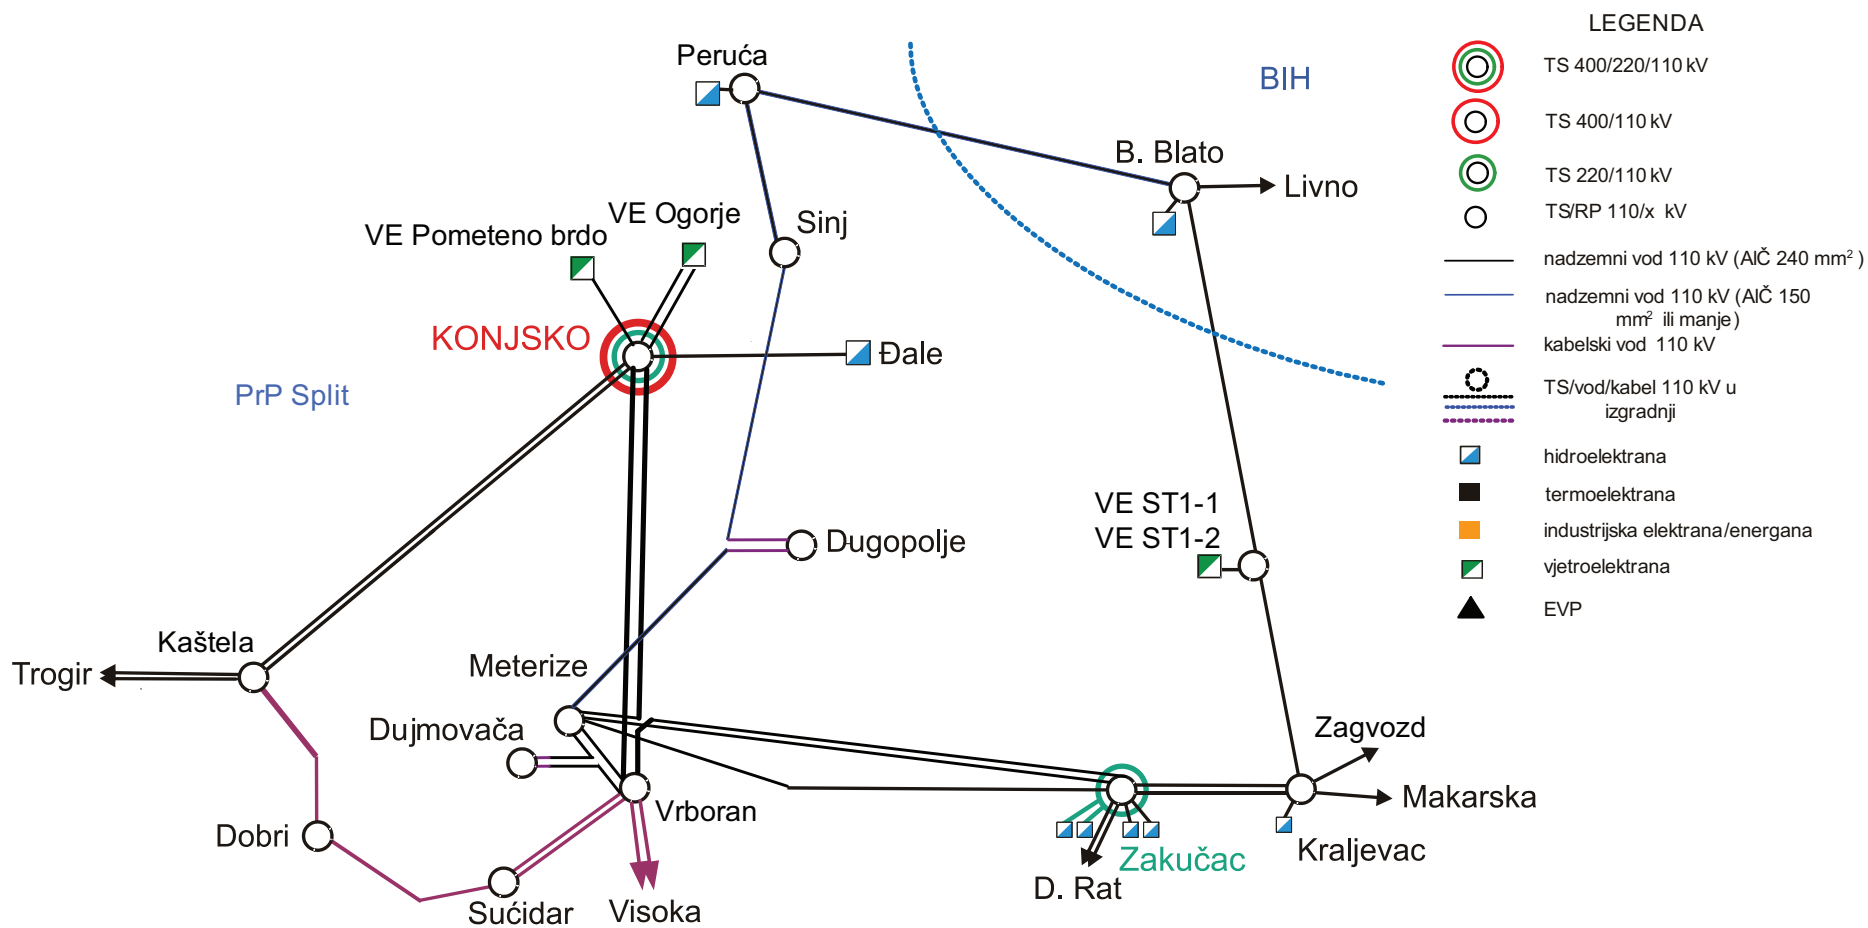 LEGENDA
TS 400/220/110 kV
TS 400/110 kV
TS 220/110 kV
TS/RP 110/x kV
nadzemni vod 110 kV (AlČ 240 mm²)
nadzemni vod 110 kV (AlČ 150
mm² ili manje)
kabelski vod 110 kV
TS/vod/kabel 110 kV u
izgradnji
hidroelektrana
termoelektrana
industrijska elektrana/energana
vjetroelektrana
EVP
Peruća
BIH
B. Blato
Livno
VE Ogorje
Sinj
VE Pometeno brdo
KONJSKO
Đale
PrP Split
VE ST1-1
VE ST1-2
Dugopolje
Kaštela
Trogir
Meterize
Dujmovača
Zagvozd
Makarska
Vrboran
Dobri
Kraljevac
Zakučac
D. Rat
Sućidar
Visoka